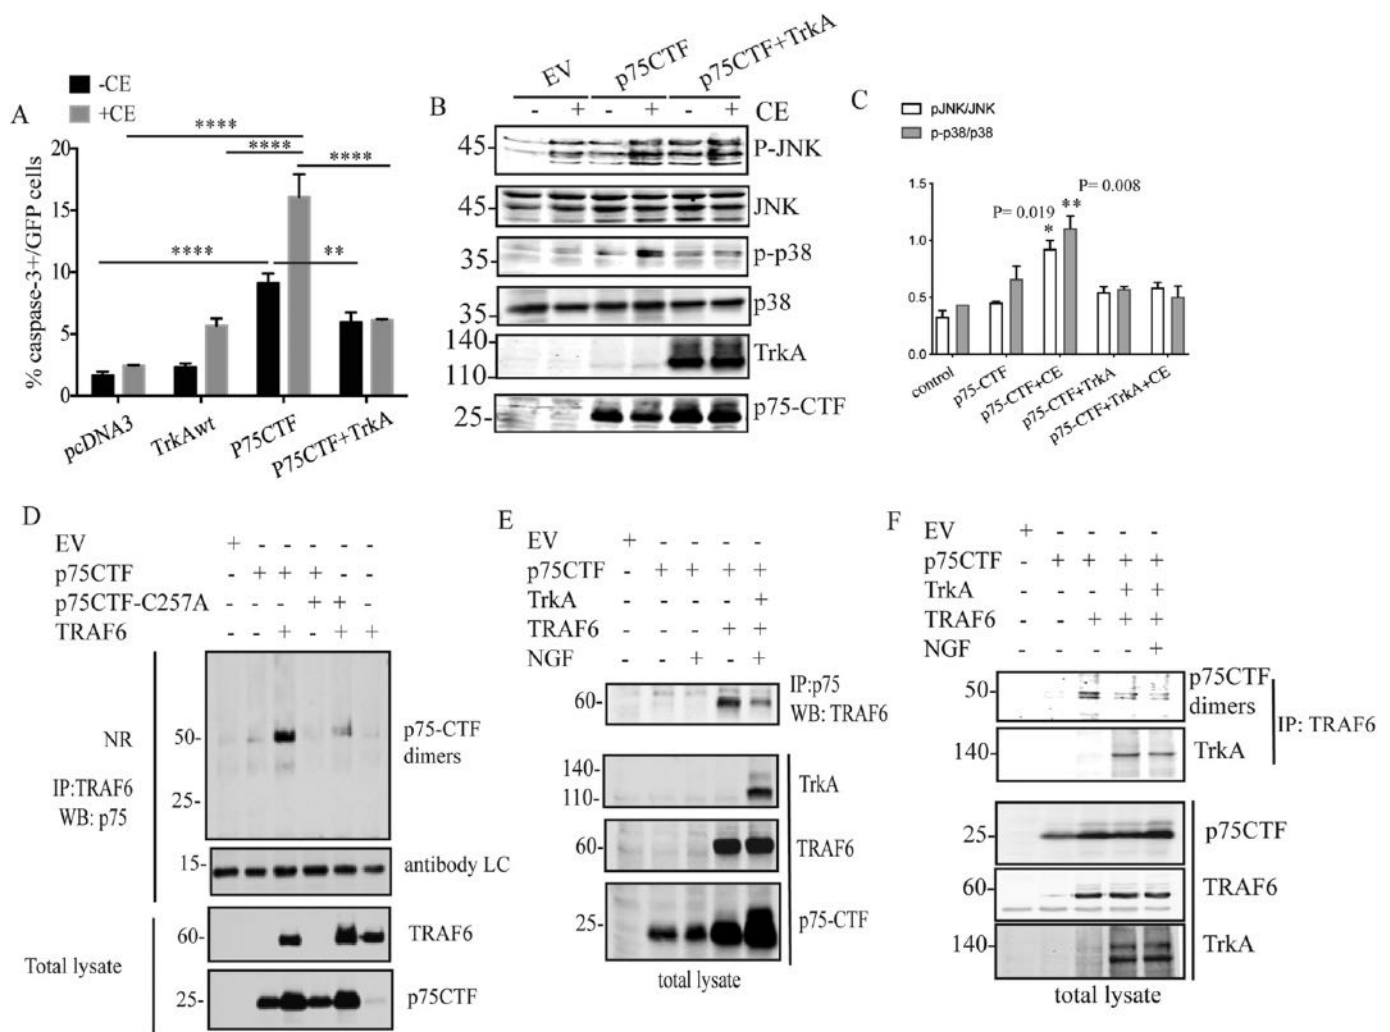 A
-CE
+CE
****
****
****
****
**
% caspase-3+/GFP cells
20
15
10
5
0
pcDNA3
TrkAwt
P75CTF
P75CTF+TrkA
B
EV
p75CTF
p75CTF+TrkA
- + - + - + CE
45- P-JNK
45- JNK
35- p-p38
35- p38
140- TrkA
110-
25- p75-CTF
C
pJNK/JNK
p-p38/p38
P= 0.008
P= 0.019
**
*
1.5
1.0
0.5
0.0
control
p75-CTF
p75-CTF+CE
p75-CTF+TrkA
p75-CTF+TrkA+CE
D
EV + - - - - -
p75CTF - + + + - -
p75CTF-C257A - - - + + -
TRAF6 - - + - + +
NR
50- p75-CTF
dimers
IP:TRAF6
WB: p75
25-
15- antibody LC
60- TRAF6
Total lysate
25- p75CTF
E
EV + - - - -
p75CTF - + + + +
TrkA - - - - +
TRAF6 - - - + +
NGF - - + - +
60- IP:p75
WB: TRAF6
140- TrkA
110-
60- TRAF6
25- p75-CTF
total lysate
F
EV + - - - -
p75CTF - + + + +
TrkA - - - + +
TRAF6 - - + + +
NGF - - - - +
50- p75CTF
dimers
IP: TRAF6
140- TrkA
25- p75CTF
60- TRAF6
140- TrkA
total lysate